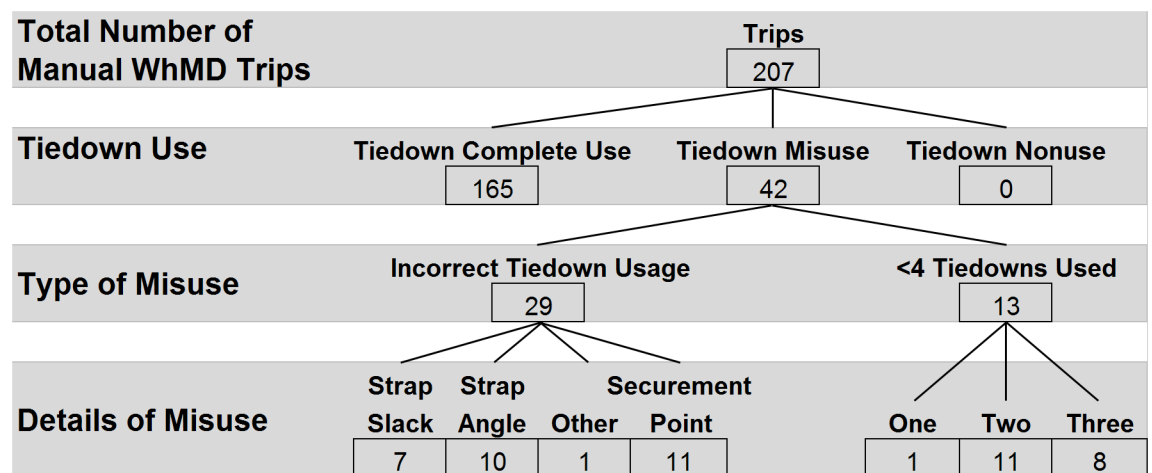 Total Number of
Manual WhMD Trips
Trips
207
Tiedown Use
Tiedown Complete Use Tiedown Misuse Tiedown Nonuse
165 42 0
Type of Misuse
Incorrect Tiedown Usage <4 Tiedowns Used
29 13
Details of Misuse
Strap Strap Securement
Slack Angle Other Point One Two Three
7 10 1 11 1 11 8